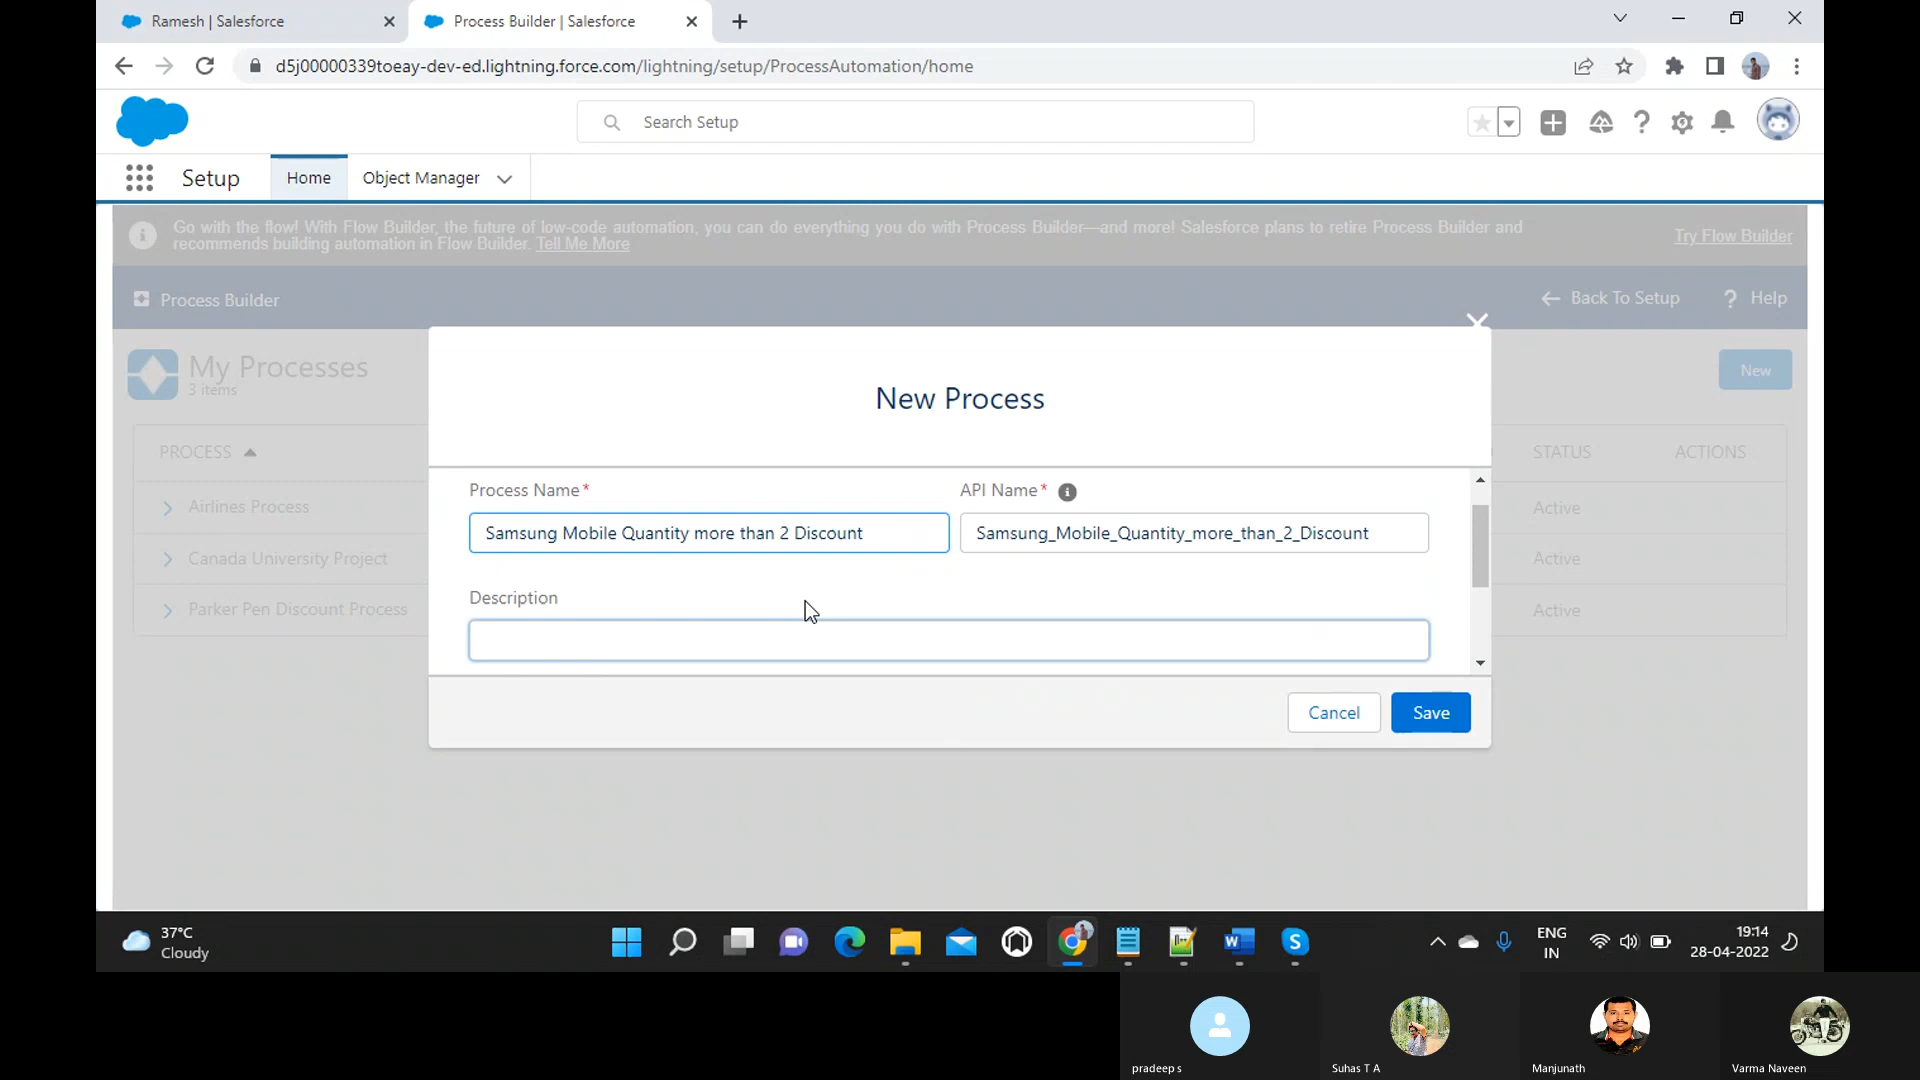 Ramesh | Salesforce
Process Builder | Salesforce
d5j00000339toeay-dev-ed.lightning.force.com/lightning/setup/ProcessAutomation/home
Search Setup
Setup
Home
Object Manager
Go with the flow! With Flow Builder, the future of low-code automation, you can do everything you do with Process Builder—and more! Salesforce plans to retire Process Builder and
recommends building automation in Flow Builder. Tell Me More
Try Flow Builder
Process Builder
Back To Setup
? Help
My Processes
3 items
New
New Process
PROCESS
STATUS
ACTIONS
Process Name*
API Name*
Airlines Process
Active
Samsung Mobile Quantity more than 2 Discount
Samsung_Mobile_Quantity_more_than_2_Discount
Canada University Project
Active
Description
Parker Pen Discount Process
Active
Cancel
Save
37°C
Cloudy
ENG
IN
19:14
28-04-2022
pradeep s
Suhas T A
Manjunath
Varma Naveen